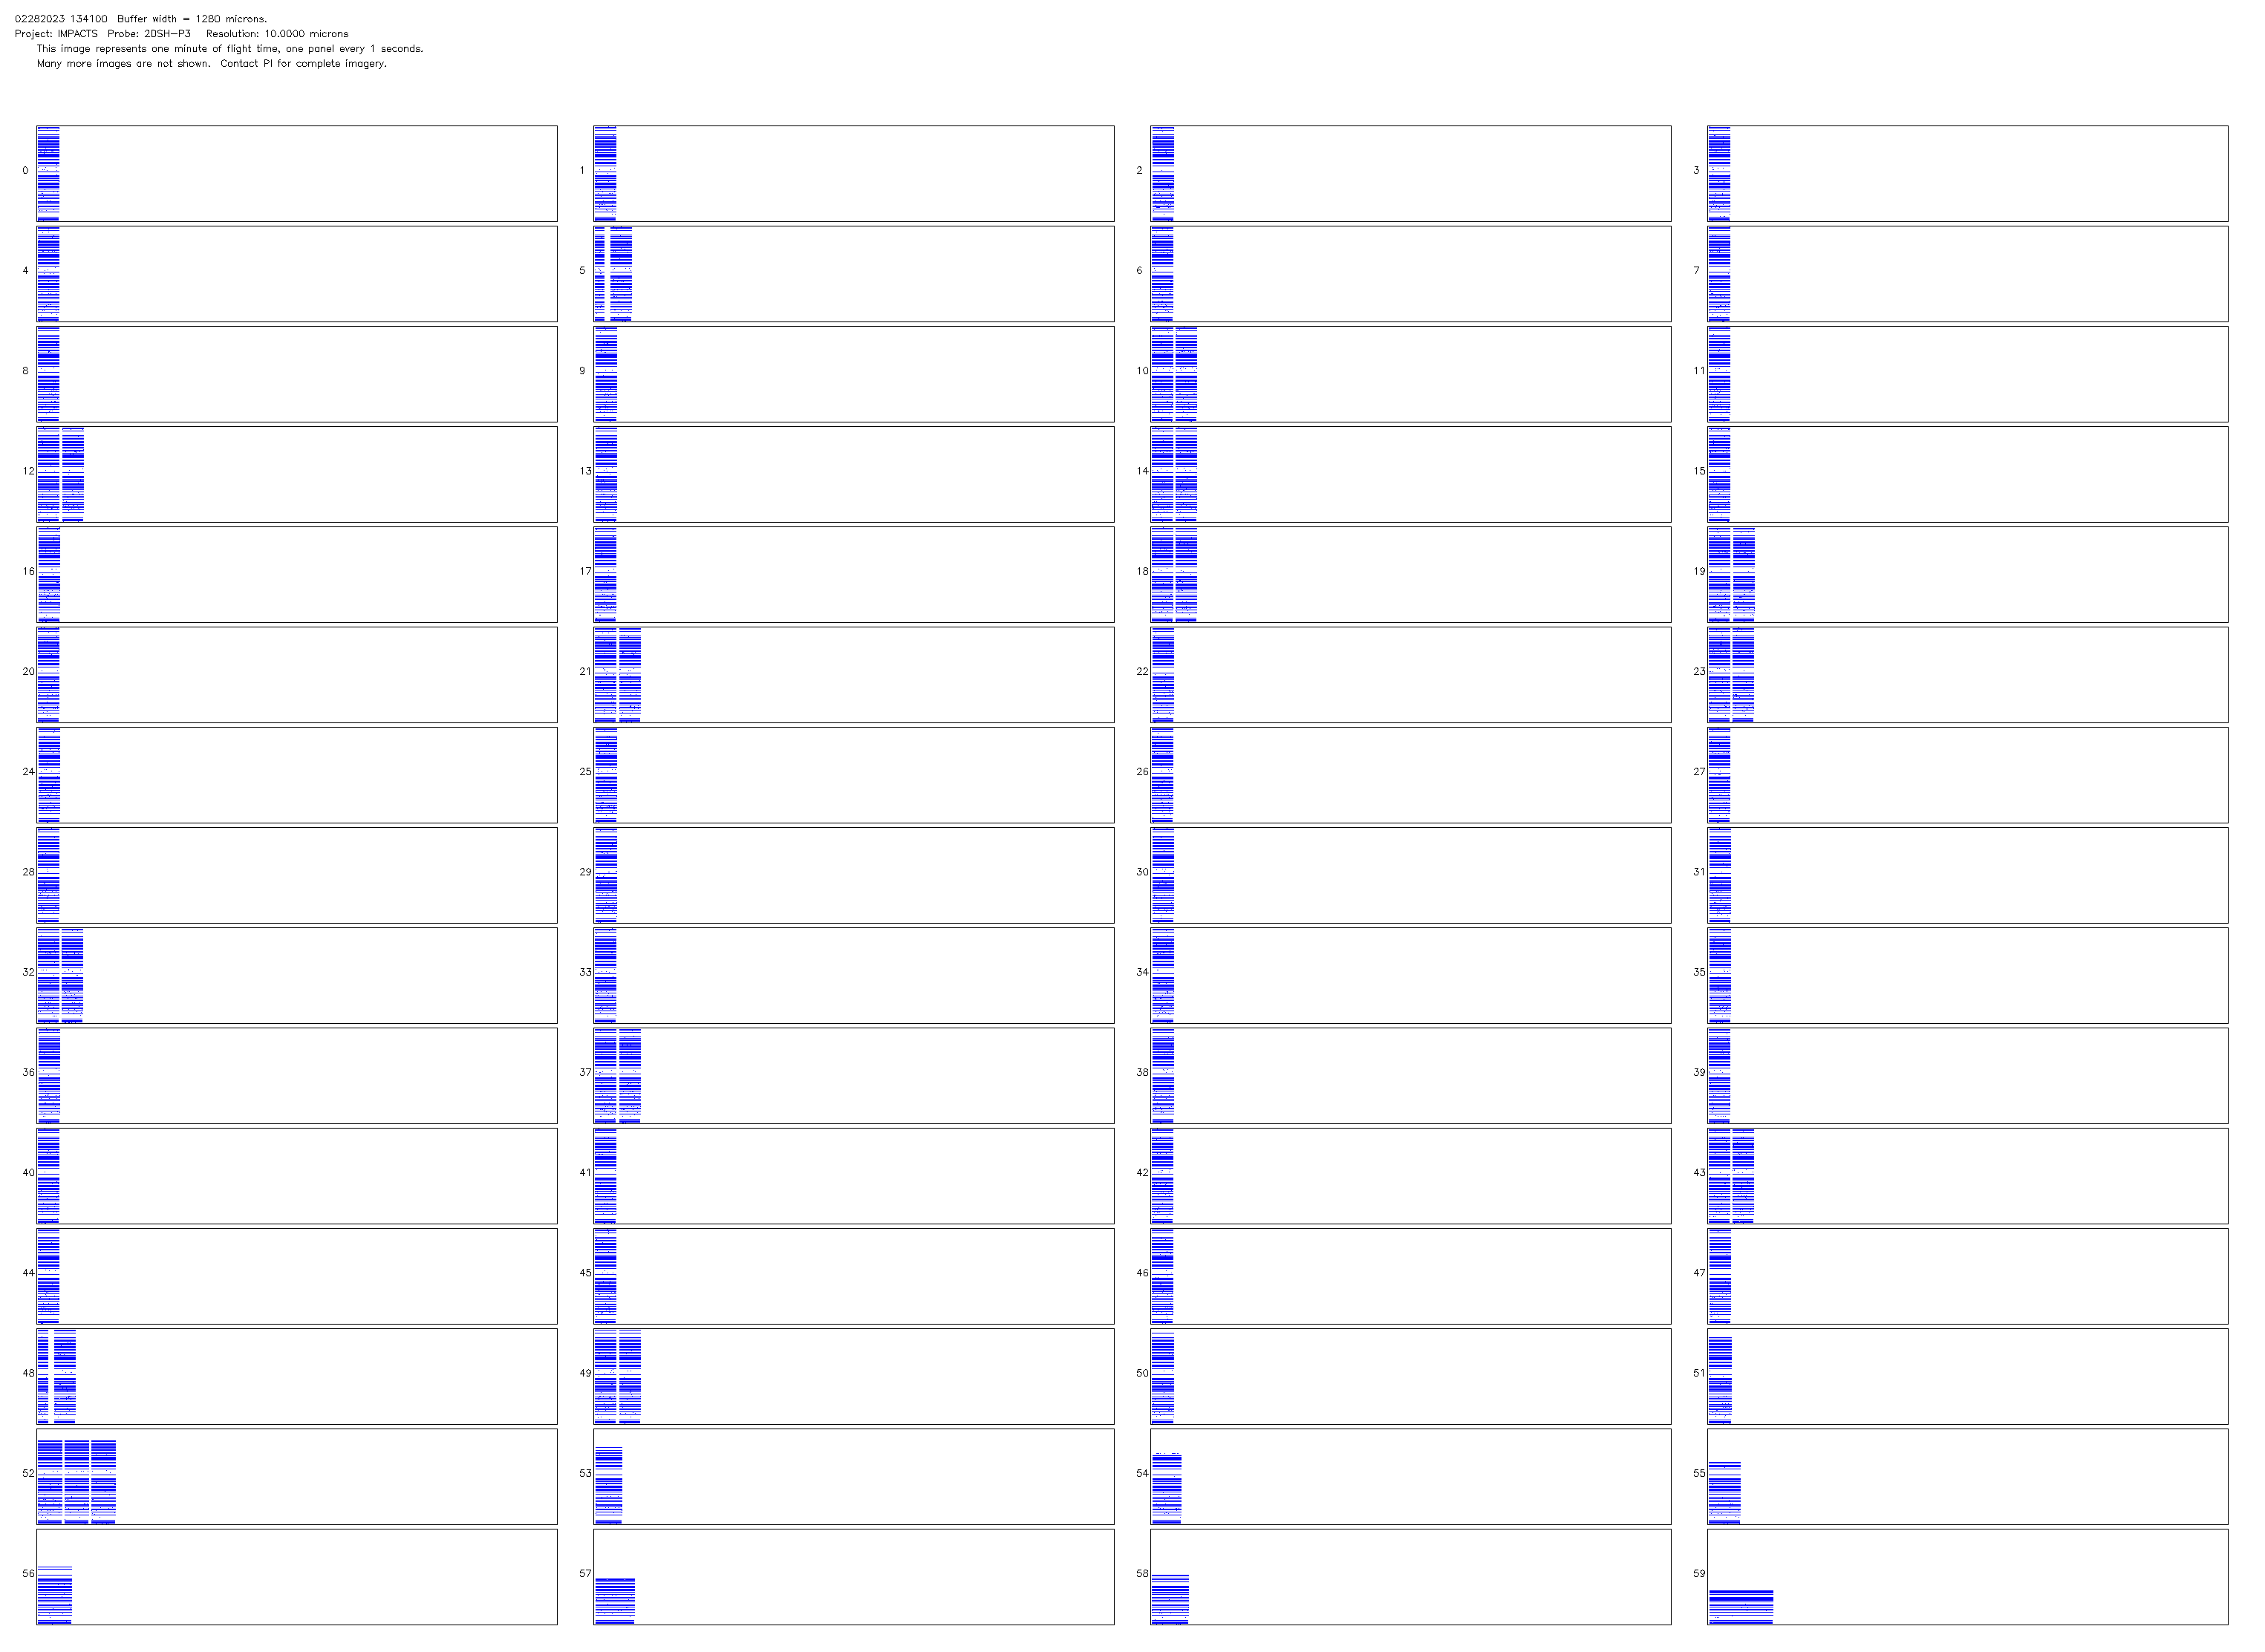 02282023 134100 Buffer width = 1280 microns.
Project: IMPACTS Probe: 2DSH-P3 Resolution: 10.0000 microns
This image represents one minute of flight time, one panel every 1 seconds.
Many more images are not shown. Contact PI for complete imagery.
0 1 2 3
4 5 6 7
8 9 10 11
12 13 14 15
16 17 18 19
20 21 22 23
24 25 26 27
28 29 30 31
32 33 34 35
36 37 38 39
40 41 42 43
44 45 46 47
48 49 50 51
52 53 54 55
56 57 58 59